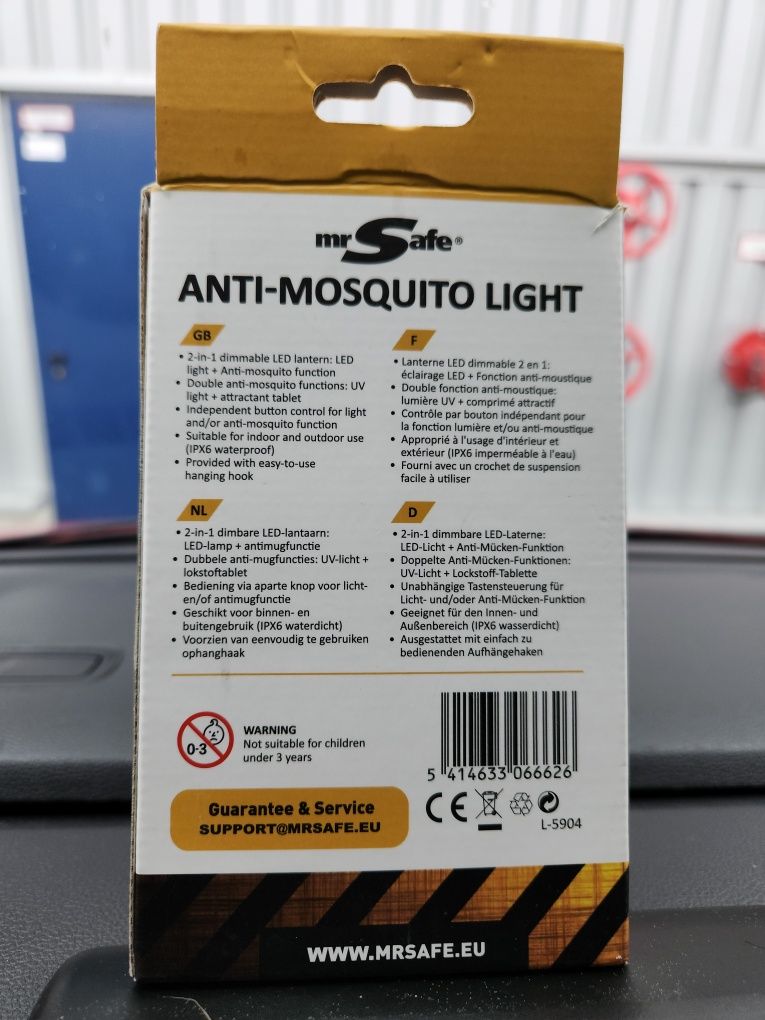 mr Safe®
ANTI-MOSQUITO LIGHT
GB
• 2-in-1 dimmable LED lantern: LED
light + Anti-mosquito function
• Double anti-mosquito functions: UV
light + attractant tablet
• Independent button control for light
and/or anti-mosquito function
• Suitable for indoor and outdoor use
(IPX6 waterproof)
• Provided with easy-to-use
hanging hook
F
• Lanterne LED dimmable 2 en 1:
éclairage LED + Fonction anti-moustique
• Double fonction anti-moustique:
lumière UV + comprimé attractif
• Contrôle par bouton indépendant pour
la fonction lumière et/ou anti-moustique
• Approprié à l'usage d'intérieur et
extérieur (IPX6 imperméable à l'eau)
• Fourni avec un crochet de suspension
facile à utiliser
NL
• 2-in-1 dimbare LED-lantaarn:
LED-lamp + antimugfunctie
• Dubbele anti-mugfuncties: UV-licht +
lokstoftablet
• Bediening via aparte knop voor licht-
en/of antimugfunctie
• Geschikt voor binnen- en
buitengebruik (IPX6 waterdicht)
• Voorzien van eenvoudig te gebruiken
ophanghaak
D
• 2-in-1 dimmbare LED-Laterne:
LED-Licht + Anti-Mücken-Funktion
• Doppelte Anti-Mücken-Funktionen:
UV-Licht + Lockstoff-Tablette
• Unabhängige Tastensteuerung für
Licht- und/oder Anti-Mücken-Funktion
• Geeignet für den Innen- und
Außenbereich (IPX6 wasserdicht)
• Ausgestattet mit einfach zu
bedienenden Aufhängehaken
0-3
WARNING
Not suitable for children
under 3 years
5 414633 066626
Guarantee & Service
SUPPORT@MRSAFE.EU
CE
L-5904
WWW.MRSAFE.EU